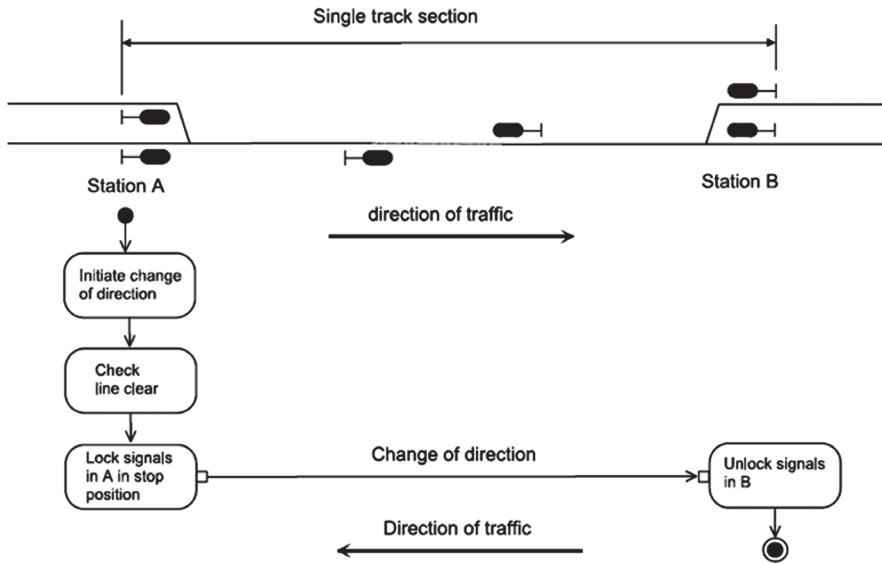 Single track section
Station A
Station B
direction of traffic
Initiate change
of direction
Check
line clear
Lock signals
in A in stop
position
Change of direction
Unlock signals
in B
Direction of traffic